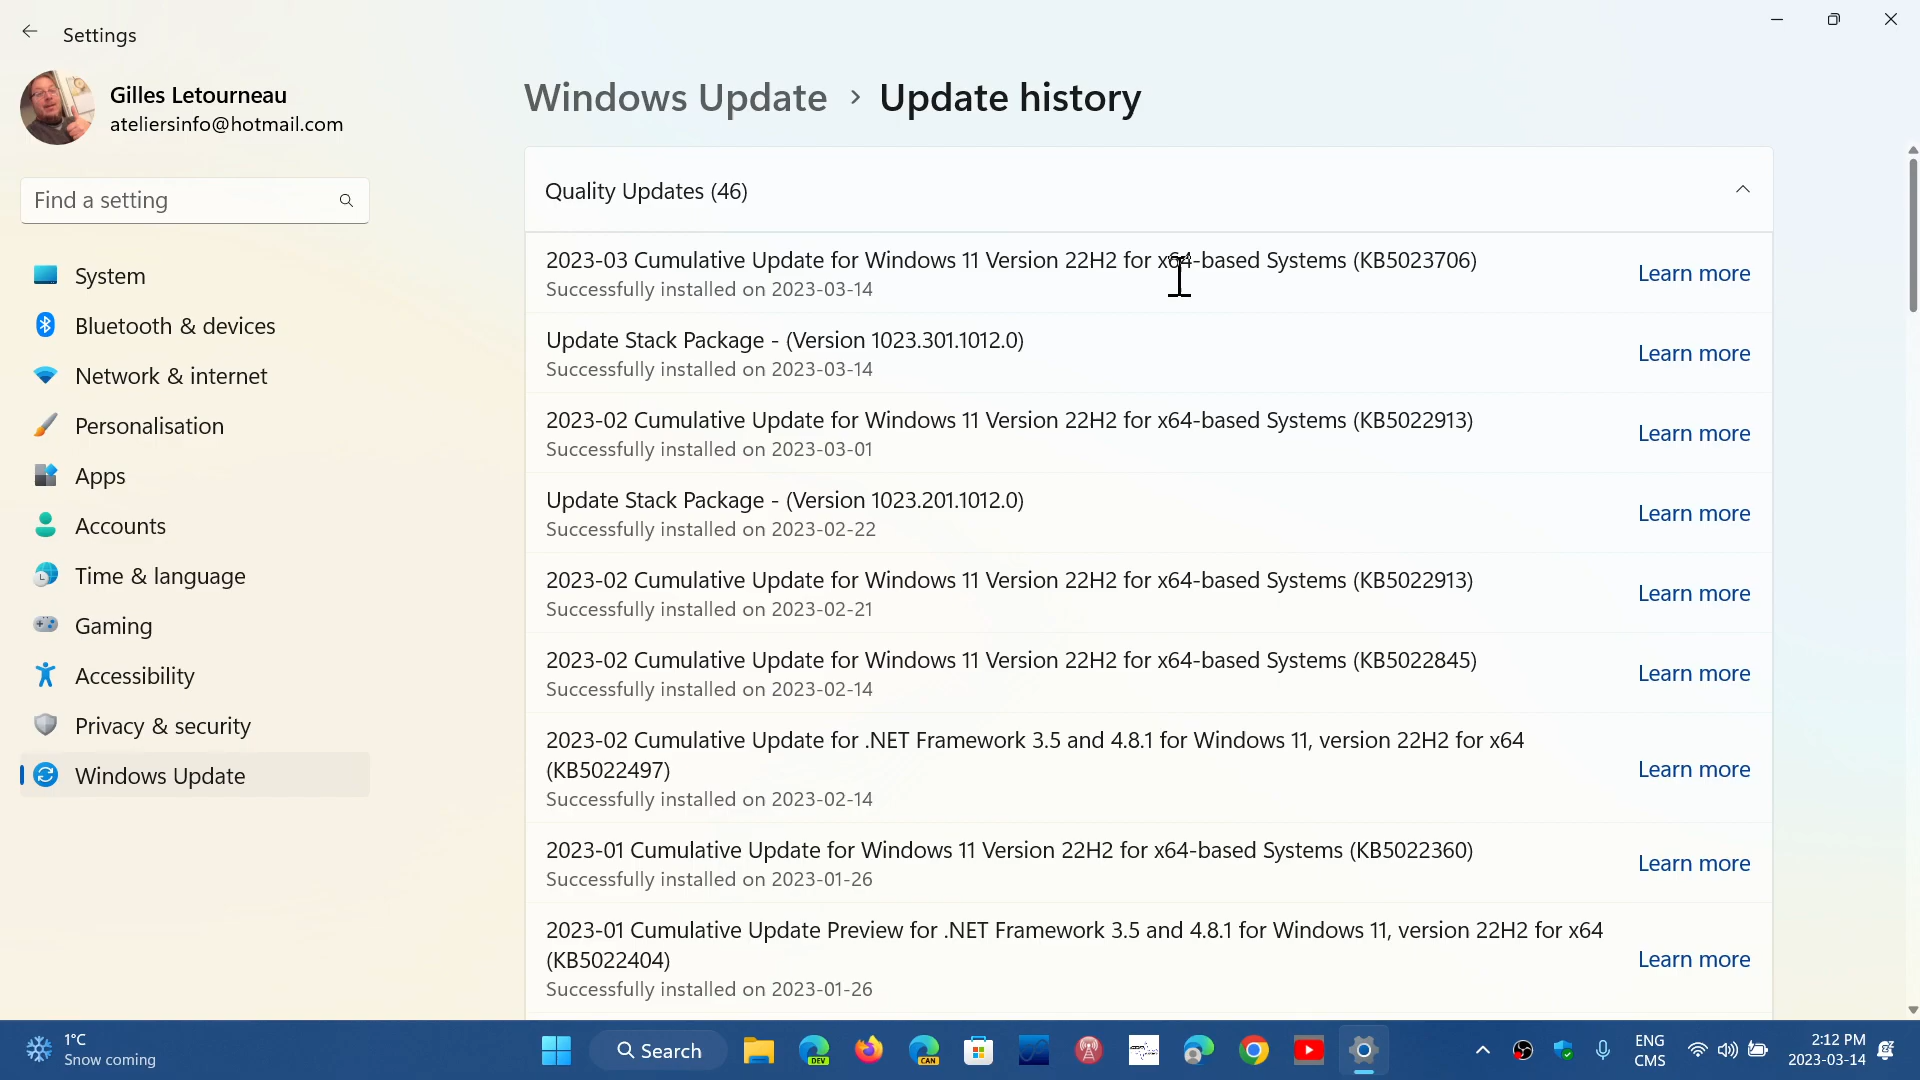 Settings
Gilles Letourneau
ateliersinfo@hotmail.com
Find a setting
System
Bluetooth & devices
Network & internet
Personalisation
Apps
Accounts
Time & language
Gaming
Accessibility
Privacy & security
Windows Update
Windows Update > Update history
Quality Updates (46)
2023-03 Cumulative Update for Windows 11 Version 22H2 for x64-based Systems (KB5023706)
Successfully installed on 2023-03-14
Learn more
Update Stack Package - (Version 1023.301.1012.0)
Successfully installed on 2023-03-14
Learn more
2023-02 Cumulative Update for Windows 11 Version 22H2 for x64-based Systems (KB5022913)
Successfully installed on 2023-03-01
Learn more
Update Stack Package - (Version 1023.201.1012.0)
Successfully installed on 2023-02-22
Learn more
2023-02 Cumulative Update for Windows 11 Version 22H2 for x64-based Systems (KB5022913)
Successfully installed on 2023-02-21
Learn more
2023-02 Cumulative Update for Windows 11 Version 22H2 for x64-based Systems (KB5022845)
Successfully installed on 2023-02-14
Learn more
2023-02 Cumulative Update for .NET Framework 3.5 and 4.8.1 for Windows 11, version 22H2 for x64
(KB5022497)
Successfully installed on 2023-02-14
Learn more
2023-01 Cumulative Update for Windows 11 Version 22H2 for x64-based Systems (KB5022360)
Successfully installed on 2023-01-26
Learn more
2023-01 Cumulative Update Preview for .NET Framework 3.5 and 4.8.1 for Windows 11, version 22H2 for x64
(KB5022404)
Successfully installed on 2023-01-26
Learn more
1°C
Snow coming
Search
DEV
CAN
ENG
CMS
2:12 PM
2023-03-14